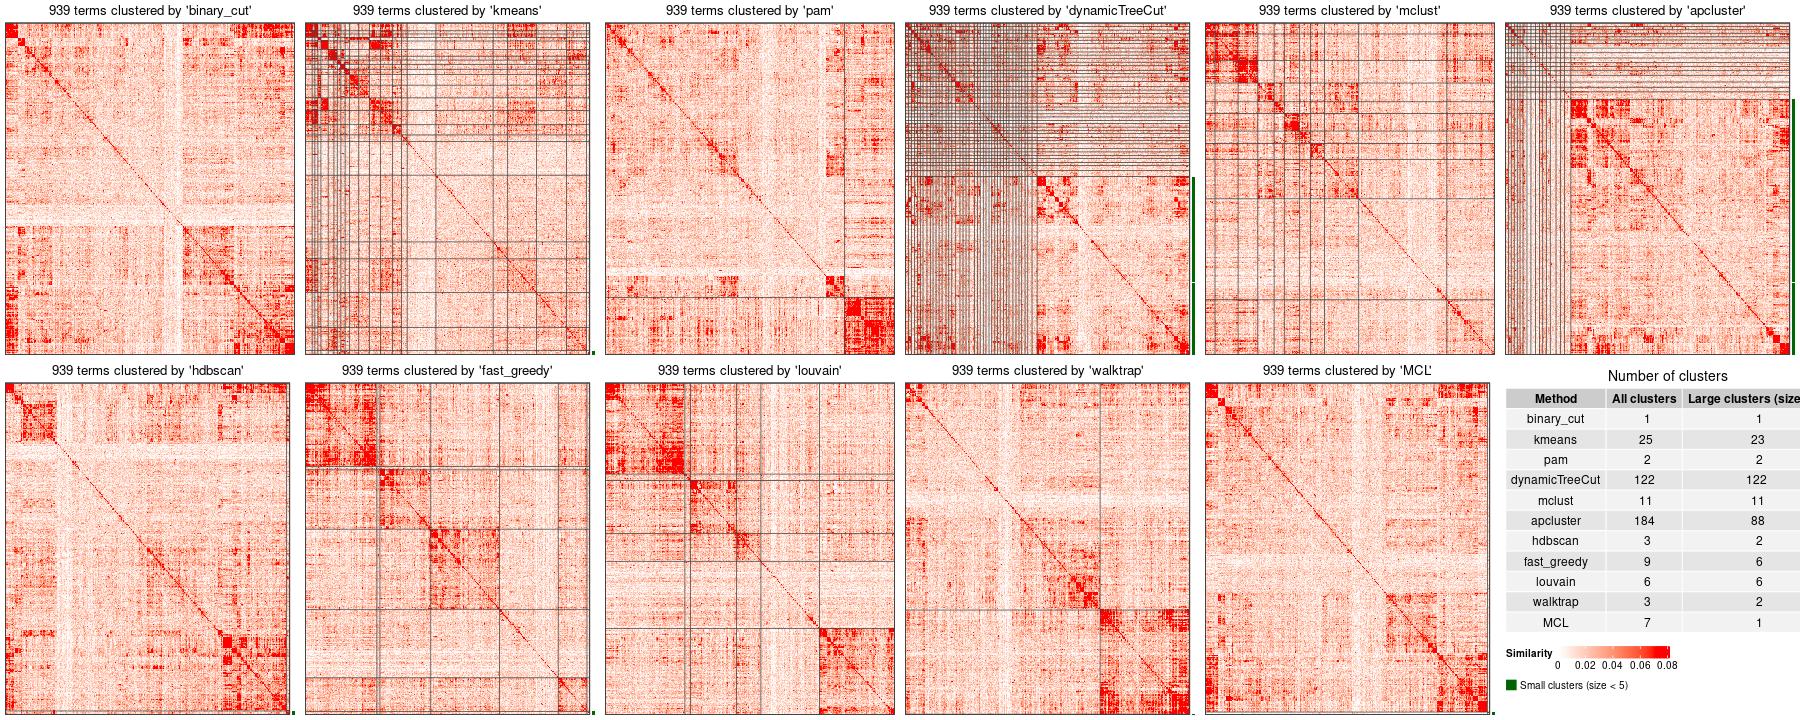 939 terms clustered by 'binary_cut'
939 terms clustered by 'kmeans'
939 terms clustered by 'pam'
939 terms clustered by 'dynamicTreeCut'
939 terms clustered by 'mclust'
939 terms clustered by 'apcluster'
939 terms clustered by 'hdbscan'
939 terms clustered by 'fast_greedy'
939 terms clustered by 'louvain'
939 terms clustered by 'walktrap'
939 terms clustered by 'MCL'
Number of clusters
Method All clusters Large clusters (size
binary_cut 1 1
kmeans 25 23
pam 2 2
dynamicTreeCut 122 122
mclust 11 11
apcluster 184 88
hdbscan 3 2
fast_greedy 9 6
louvain 6 6
walktrap 3 2
MCL 7 1
Similarity
0 0.02 0.04 0.06 0.08
Small clusters (size < 5)